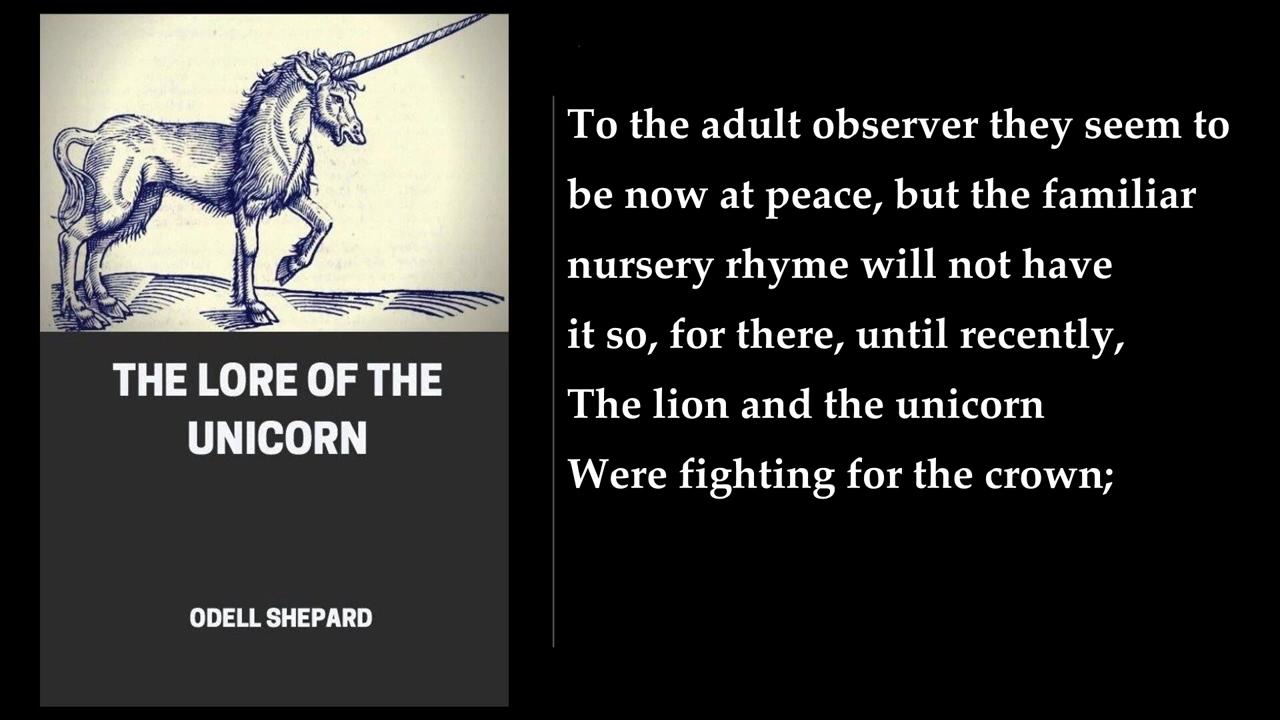 THE LORE OF THE
UNICORN
ODELL SHEPARD
To the adult observer they seem to
be now at peace, but the familiar
nursery rhyme will not have
it so, for there, until recently,
The lion and the unicorn
Were fighting for the crown;